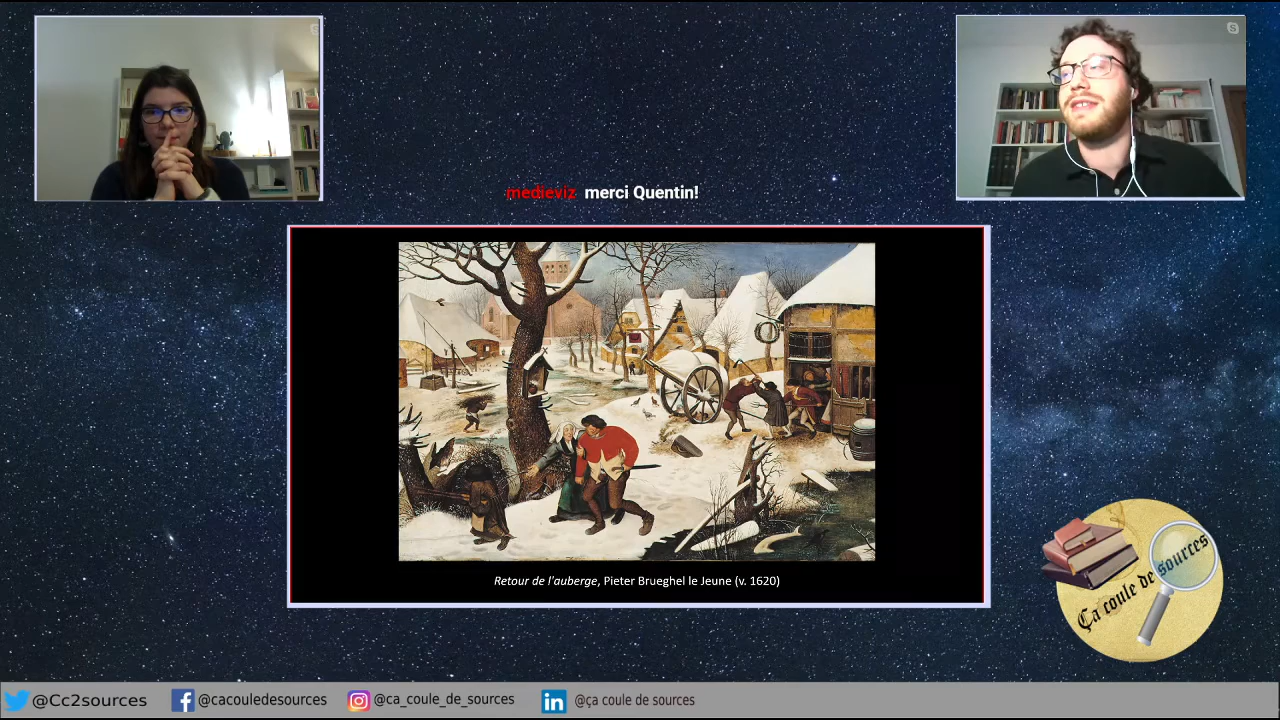 medieviz merci Quentin!
Retour de l'auberge, Pieter Brueghel le Jeune (v. 1620)
Ça coule de sources
@Cc2sources
@cacouledesources
@ca_coule_de_sources
@ça coule de sources